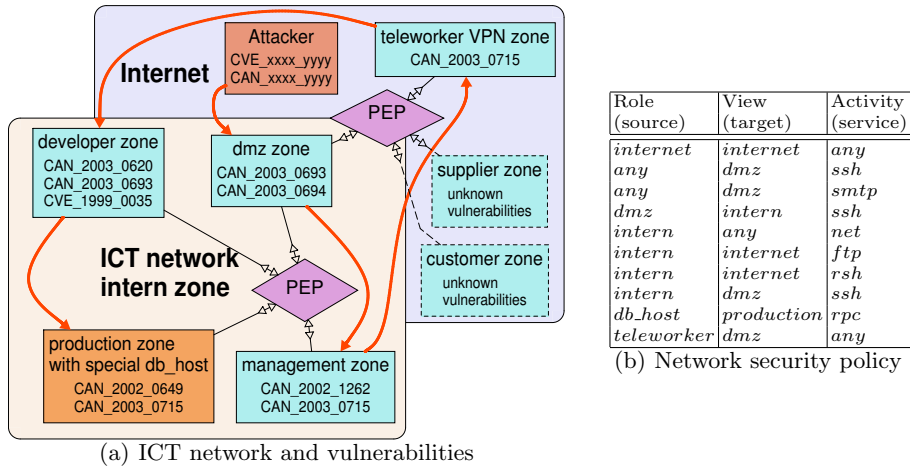 Attacker
CVE_xxxx_yyyy
CAN_xxxx_yyyy
teleworker VPN zone
CAN_2003_0715
Internet
PEP
developer zone
CAN_2003_0620
CAN_2003_0693
CVE_1999_0035
dmz zone
CAN_2003_0693
CAN_2003_0694
supplier zone
unknown
vulnerabilities
customer zone
unknown
vulnerabilities
ICT network
intern zone
PEP
production zone
with special db_host
CAN_2002_0649
CAN_2003_0715
management zone
CAN_2002_1262
CAN_2003_0715
(a) ICT network and vulnerabilities
Role View Activity
(source) (target) (service)
internet internet any
any dmz ssh
any dmz smtp
dmz intern ssh
intern any net
intern internet ftp
intern internet rsh
intern dmz ssh
db_host production rpc
teleworker dmz any
(b) Network security policy